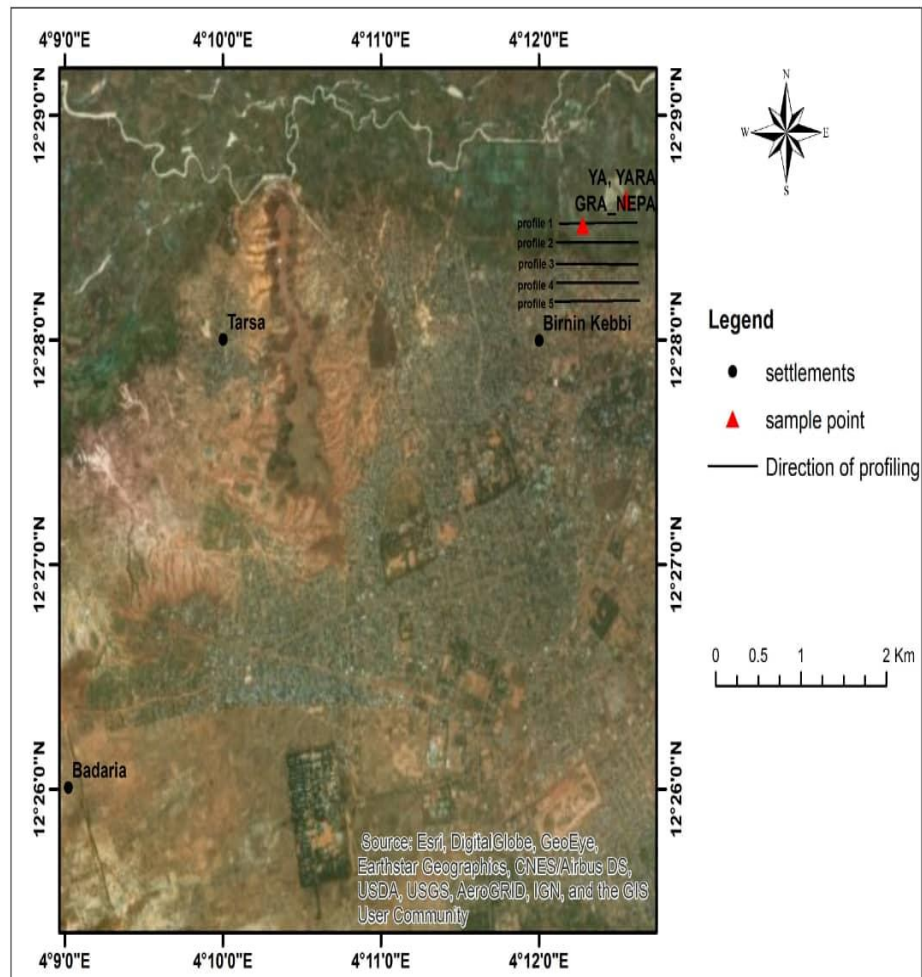 4°9'0"E 4°10'0"E 4°11'0"E 4°12'0"E
12°29'0"N 12°29'0"N
N
W E
S
YA, YARA
GRA_NEPA
profile 1
profile 2
profile 3
profile 4
profile 5
12°28'0"N 12°28'0"N
Tarsa
Birnin Kebbi
Legend
settlements
sample point
Direction of profiling
12°27'0"N 12°27'0"N
0 0.5 1 2 Km
12°26'0"N 12°26'0"N
Badaria
Source: Esri, DigitalGlobe, GeoEye,
Earthstar Geographics, CNES/Airbus DS,
USDA, USGS, AeroGRID, IGN, and the GIS
User Community
4°9'0"E 4°10'0"E 4°11'0"E 4°12'0"E